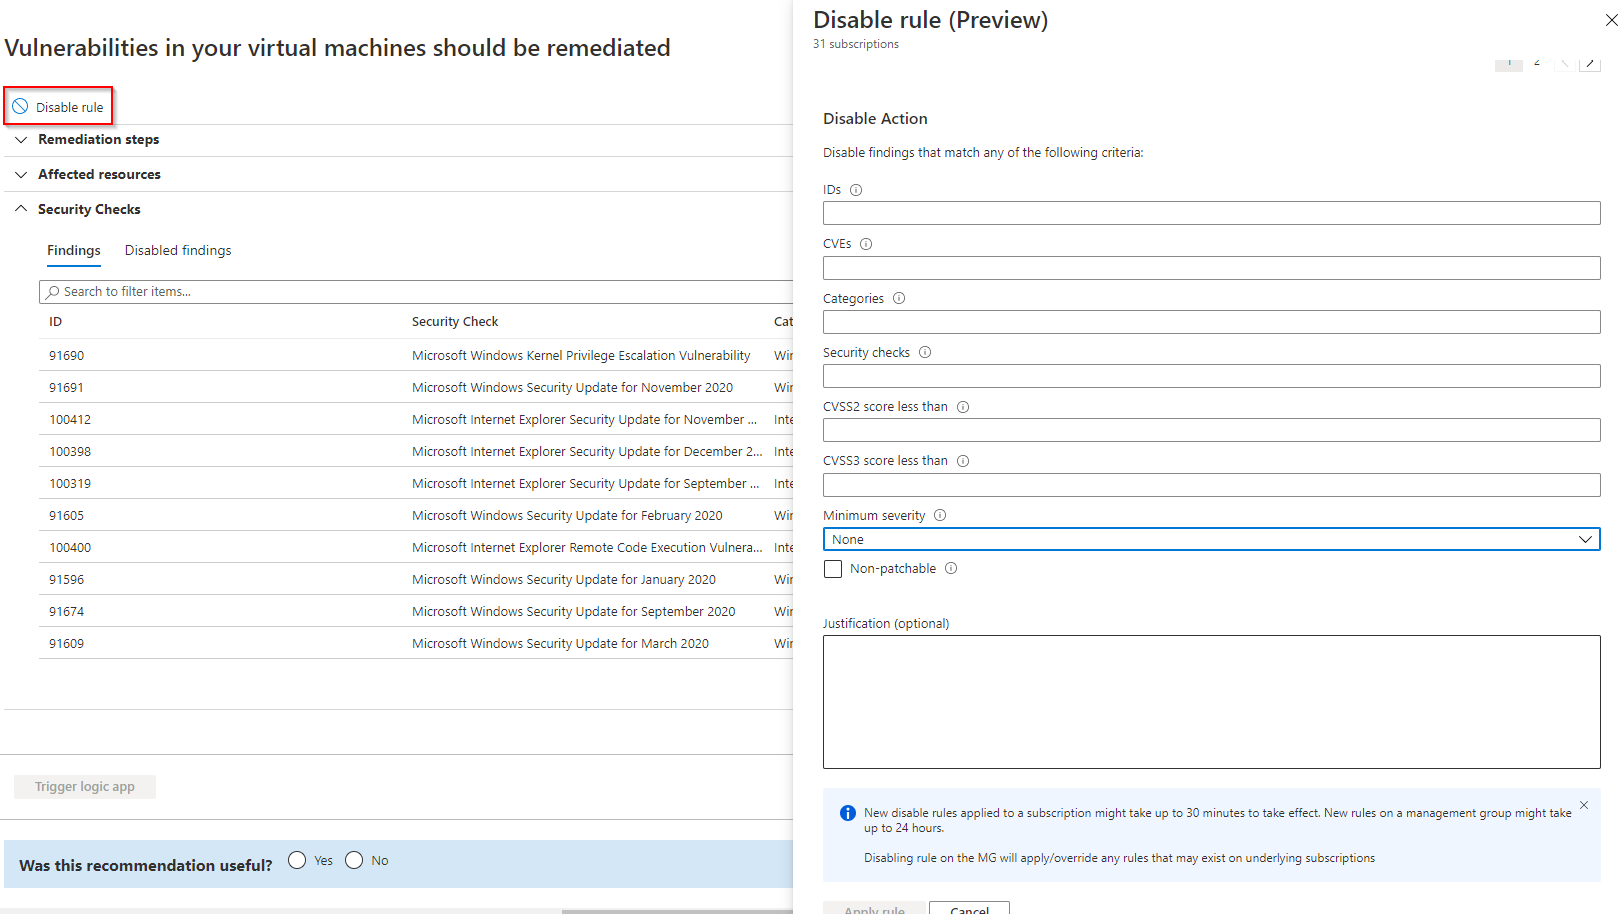 Vulnerabilities in your virtual machines should be remediated
Disable rule
Remediation steps
Affected resources
Security Checks
Findings Disabled findings
Search to filter items...
ID Security Check Cat
91690 Microsoft Windows Kernel Privilege Escalation Vulnerability Wir
91691 Microsoft Windows Security Update for November 2020 Wir
100412 Microsoft Internet Explorer Security Update for November ... Inte
100398 Microsoft Internet Explorer Security Update for December 2... Inte
100319 Microsoft Internet Explorer Security Update for September ... Inte
91605 Microsoft Windows Security Update for February 2020 Wir
100400 Microsoft Internet Explorer Remote Code Execution Vulnera... Inte
91596 Microsoft Windows Security Update for January 2020 Wir
91674 Microsoft Windows Security Update for September 2020 Wir
91609 Microsoft Windows Security Update for March 2020 Wir
Trigger logic app
Was this recommendation useful? Yes No
Disable rule (Preview)
31 subscriptions
1 2
Disable Action
Disable findings that match any of the following criteria:
IDs
CVEs
Categories
Security checks
CVSS2 score less than
CVSS3 score less than
Minimum severity
None
Non-patchable
Justification (optional)
New disable rules applied to a subscription might take up to 30 minutes to take effect. New rules on a management group might take
up to 24 hours.
Disabling rule on the MG will apply/override any rules that may exist on underlying subscriptions
Apply rule Cancel